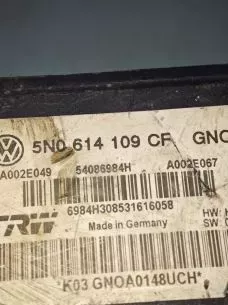 5N0 614 109 CF GNO
A002E049 54086984H A002E067
6984H308531616058
TRW Made in Germany HW: SW:
*K03 GNOA0148UCH*